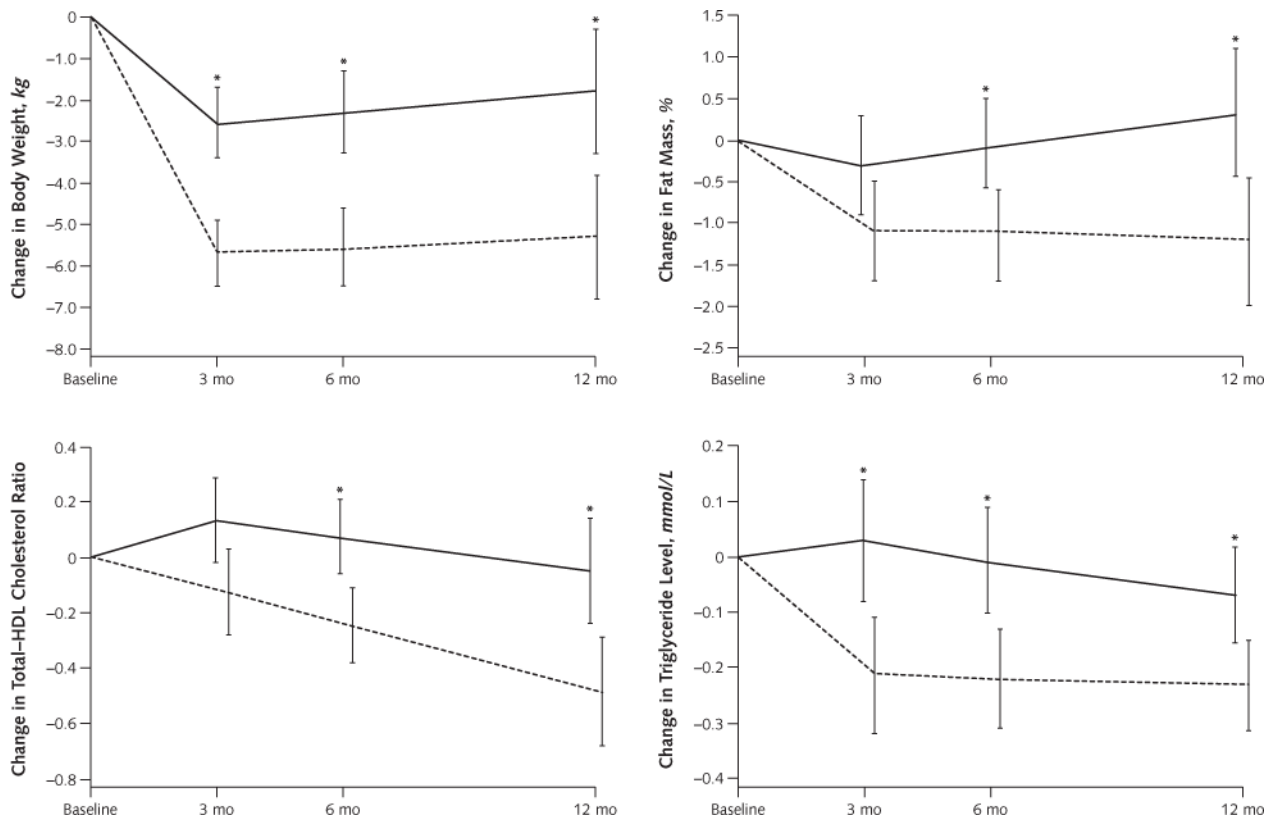 Change in Body Weight, kg
0
–1.0
–2.0
–3.0
–4.0
–5.0
–6.0
–7.0
–8.0
*
*
*
Baseline
3 mo
6 mo
12 mo
Change in Fat Mass, %
1.5
1.0
0.5
0
–0.5
–1.0
–1.5
–2.0
–2.5
*
*
Baseline
3 mo
6 mo
12 mo
Change in Total–HDL Cholesterol Ratio
0.4
0.2
0
–0.2
–0.4
–0.6
–0.8
*
*
Baseline
3 mo
6 mo
12 mo
Change in Triglyceride Level, mmol/L
0.2
0.1
0
–0.1
–0.2
–0.3
–0.4
*
*
*
Baseline
3 mo
6 mo
12 mo